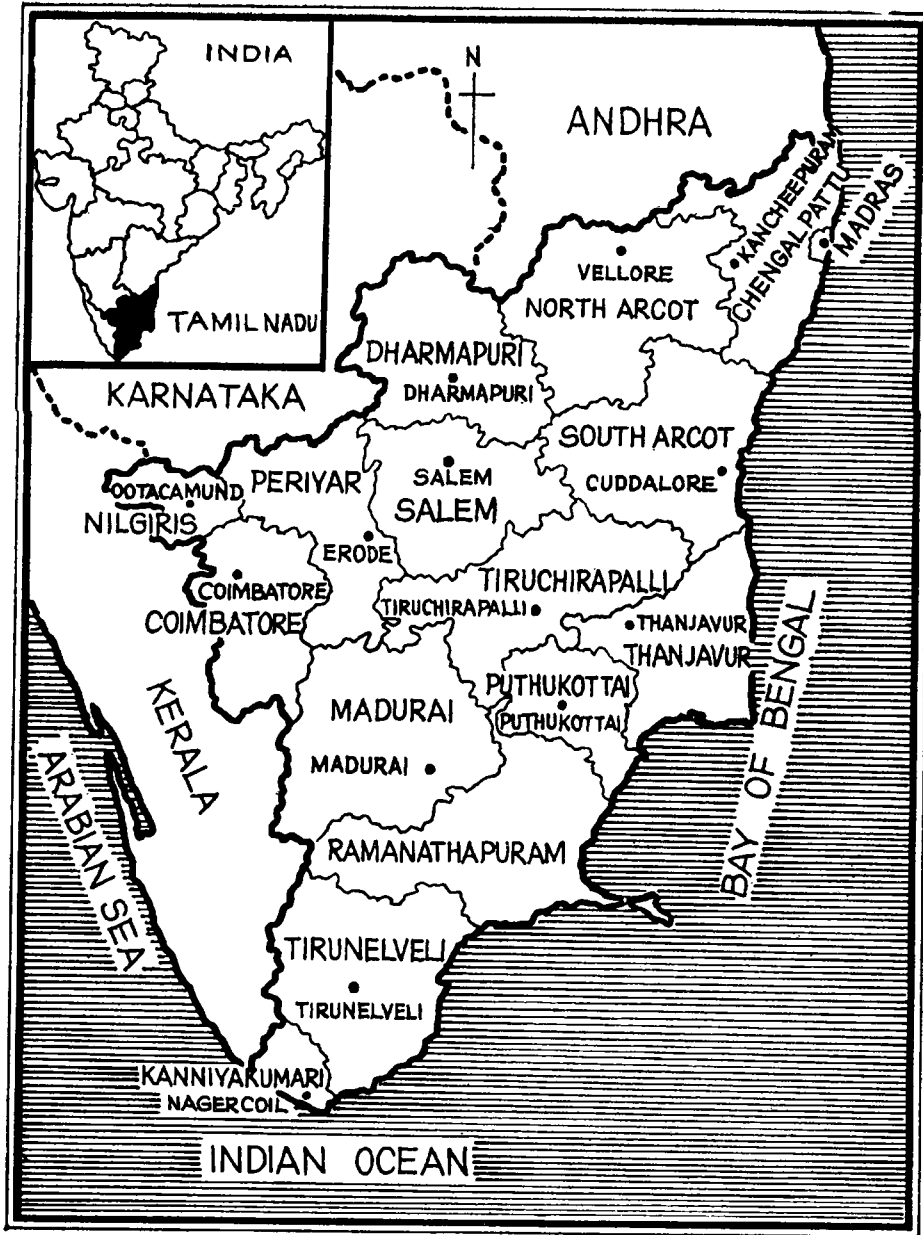 INDIA
TAMIL NADU
N
ANDHRA
KANCHEEPURAM
CHENGALPATTU
MADRAS
VELLORE
NORTH ARCOT
DHARMAPURI
DHARMAPURI
KARNATAKA
SOUTH ARCOT
CUDDALORE
PERIYAR
SALEM
SALEM
OOTACAMUND
NILGIRIS
ERODE
COIMBATORE
COIMBATORE
TIRUCHIRAPALLI
TIRUCHIRAPALLI
THANJAVUR
THANJAVUR
PUTHUKOTTAI
PUTHUKOTTAI
MADURAI
MADURAI
KERALA
ARABIAN SEA
BAY OF BENGAL
RAMANATHAPURAM
TIRUNELVELI
TIRUNELVELI
KANNIYAKUMARI
NAGERCOIL
INDIAN OCEAN